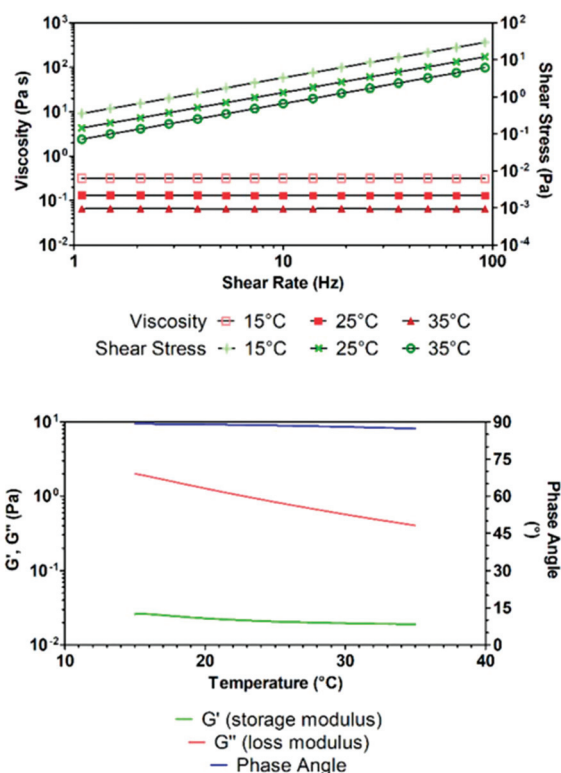 10³
10²
10¹
10⁰
10⁻¹
10⁻²
Viscosity (Pa s)
10²
10¹
10⁰
10⁻¹
10⁻²
10⁻³
10⁻⁴
Shear Stress (Pa)
1 10 100
Shear Rate (Hz)
Viscosity 15°C 25°C 35°C
Shear Stress 15°C 25°C 35°C
10¹
10⁰
10⁻¹
10⁻²
G', G" (Pa)
90
75
60
45
30
15
0
Phase Angle
(°)
10 20 30 40
Temperature (°C)
G' (storage modulus)
G" (loss modulus)
Phase Angle